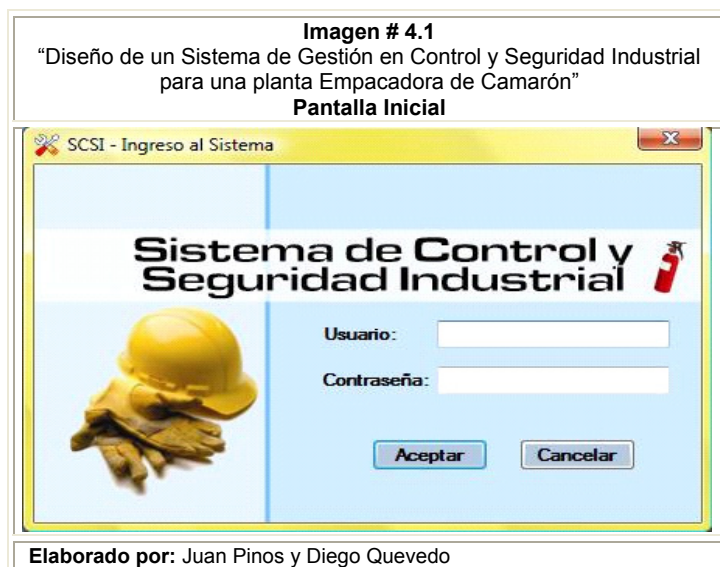 Imagen # 4.1
“Diseño de un Sistema de Gestión en Control y Seguridad Industrial
para una planta Empacadora de Camarón”
Pantalla Inicial
SCSI - Ingreso al Sistema
Sistema de Control y
Seguridad Industrial
Usuario:
Contraseña:
Aceptar Cancelar
Elaborado por: Juan Pinos y Diego Quevedo